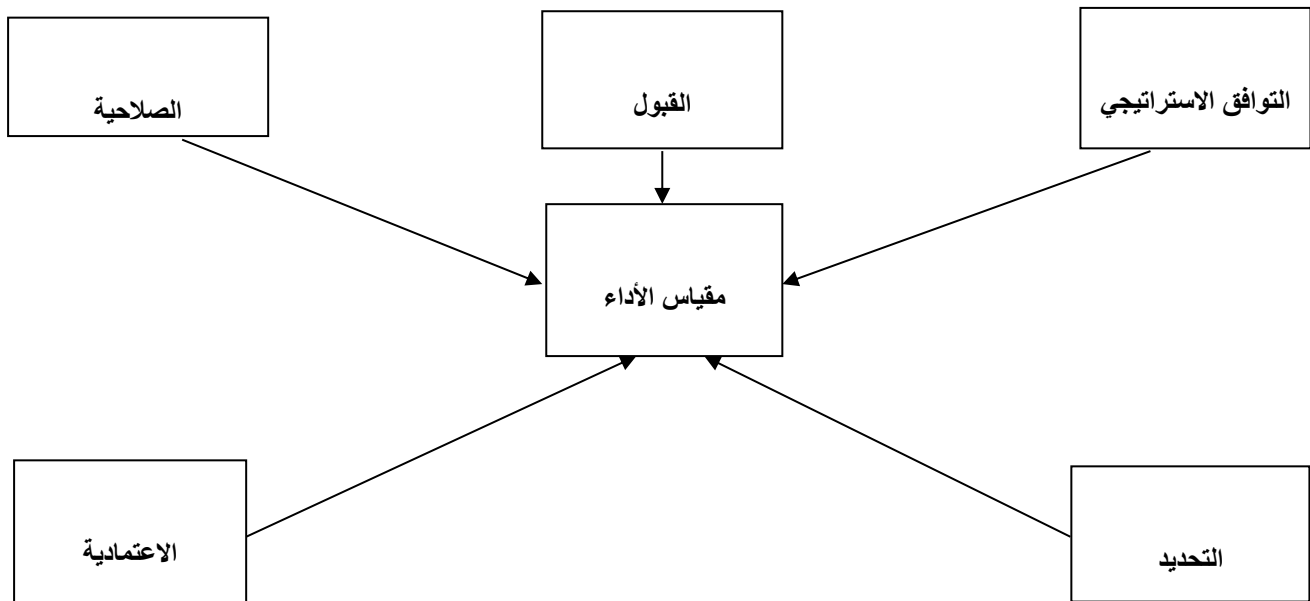 التوافق الاستراتيجي
القبول
الصلاحية
مقياس الأداء
التحديد
الاعتمادية